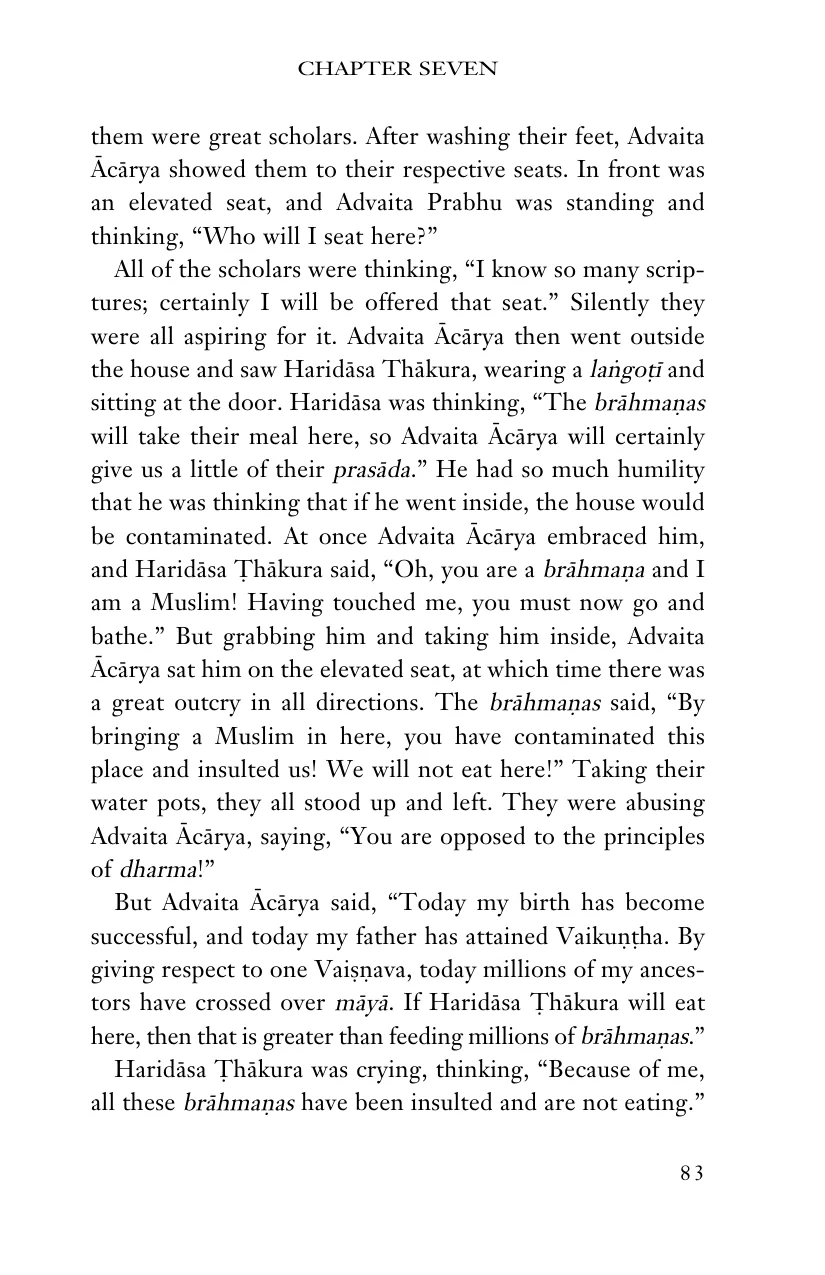 CHAPTER SEVEN
them were great scholars. After washing their feet, Advaita
Ācārya showed them to their respective seats. In front was
an elevated seat, and Advaita Prabhu was standing and
thinking, “Who will I seat here?”
All of the scholars were thinking, “I know so many scrip-
tures; certainly I will be offered that seat.” Silently they
were all aspiring for it. Advaita Ācārya then went outside
the house and saw Haridāsa Thākura, wearing a laṅgoṭī and
sitting at the door. Haridāsa was thinking, “The brāhmaṇas
will take their meal here, so Advaita Ācārya will certainly
give us a little of their prasāda.” He had so much humility
that he was thinking that if he went inside, the house would
be contaminated. At once Advaita Ācārya embraced him,
and Haridāsa Ṭhākura said, “Oh, you are a brāhmaṇa and I
am a Muslim! Having touched me, you must now go and
bathe.” But grabbing him and taking him inside, Advaita
Ācārya sat him on the elevated seat, at which time there was
a great outcry in all directions. The brāhmaṇas said, “By
bringing a Muslim in here, you have contaminated this
place and insulted us! We will not eat here!” Taking their
water pots, they all stood up and left. They were abusing
Advaita Ācārya, saying, “You are opposed to the principles
of dharma!”
But Advaita Ācārya said, “Today my birth has become
successful, and today my father has attained Vaikuṇṭha. By
giving respect to one Vaiṣṇava, today millions of my ances-
tors have crossed over māyā. If Haridāsa Ṭhākura will eat
here, then that is greater than feeding millions of brāhmaṇas.”
Haridāsa Ṭhākura was crying, thinking, “Because of me,
all these brāhmaṇas have been insulted and are not eating.”
83